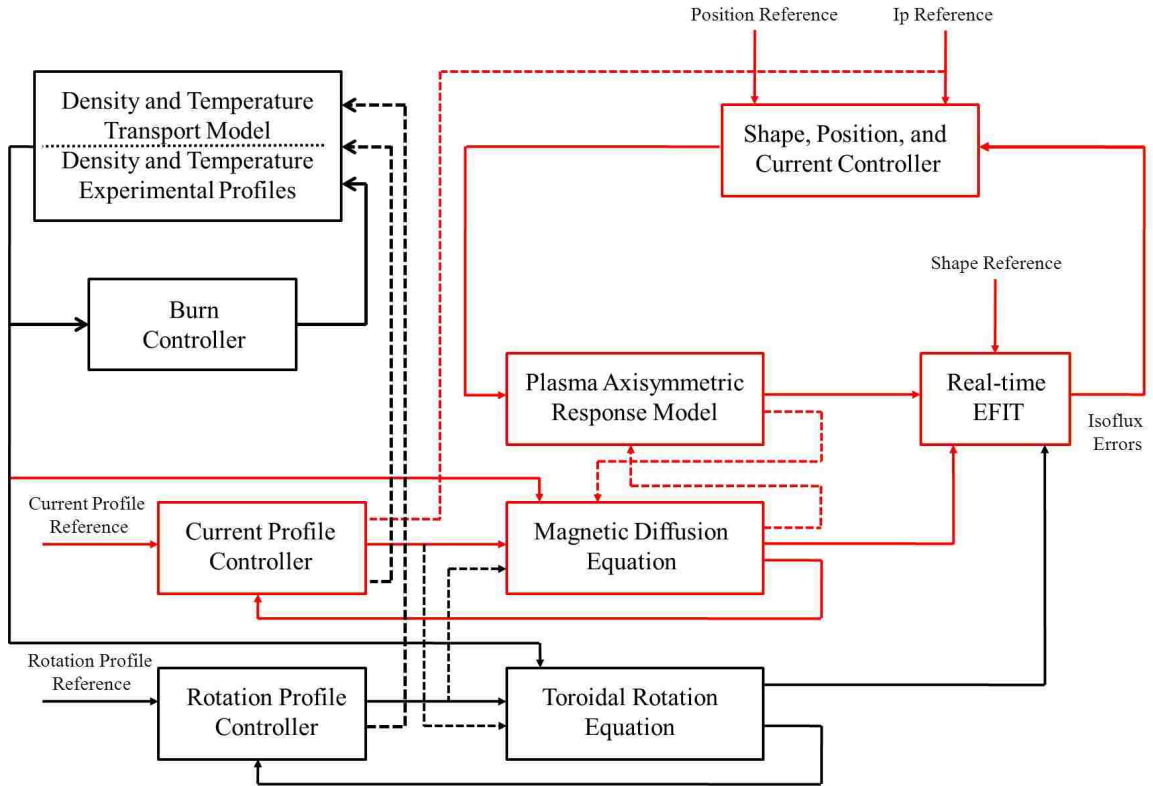 Position Reference
Ip Reference
Density and Temperature
Transport Model
Density and Temperature
Experimental Profiles
Shape, Position, and
Current Controller
Shape Reference
Burn
Controller
Plasma Axisymmetric
Response Model
Real-time
EFIT
Isoflux
Errors
Current Profile
Reference
Current Profile
Controller
Magnetic Diffusion
Equation
Rotation Profile
Reference
Rotation Profile
Controller
Toroidal Rotation
Equation